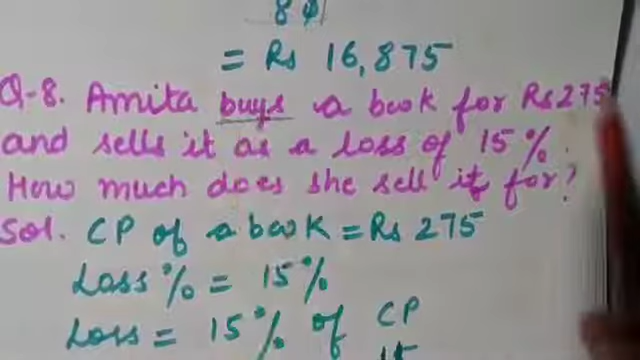 = Rs 16,875
Q-8. Amita buys a book for Rs 275
and sells it as a loss of 15%.
How much does she sell it for?
Sol. CP of a book = Rs 275
Loss % = 15%
Loss = 15% of CP